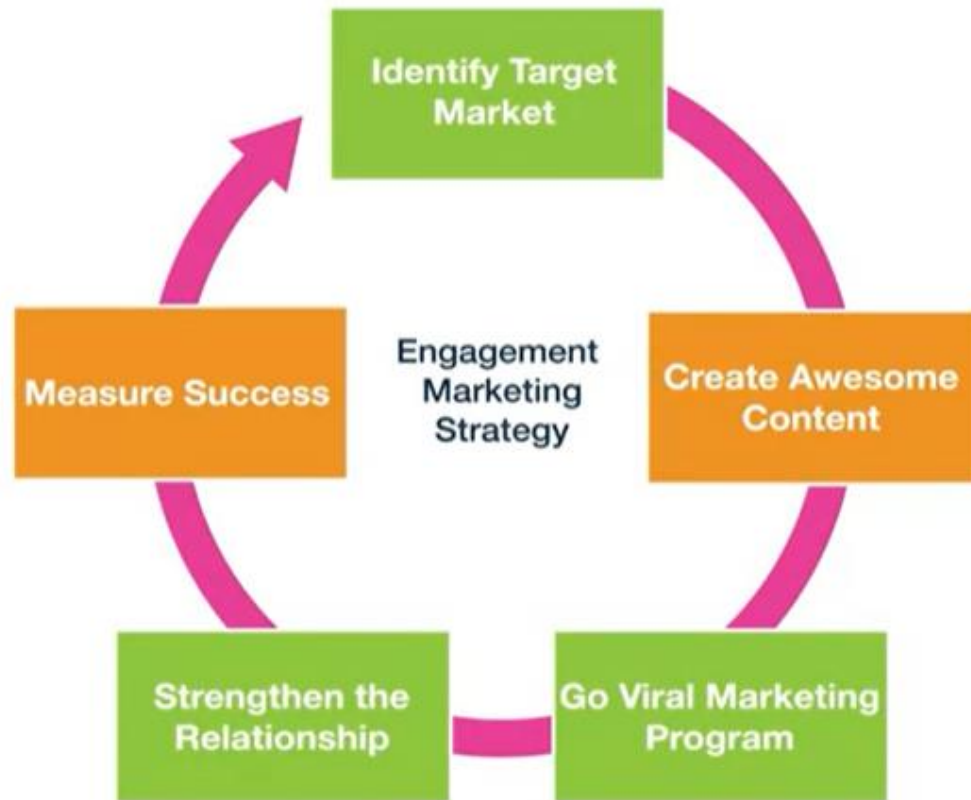 Identify Target
Market
Engagement
Marketing
Strategy
Create Awesome
Content
Go Viral Marketing
Program
Strengthen the
Relationship
Measure Success